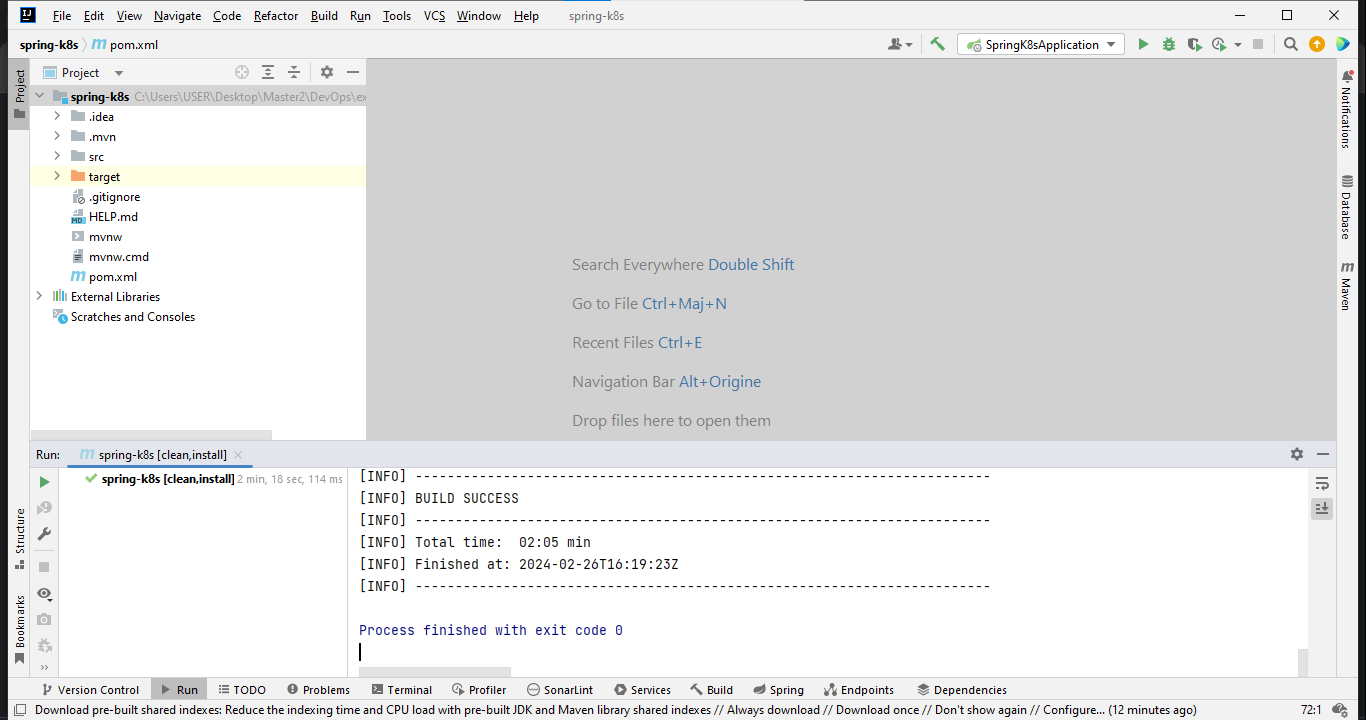 File Edit View Navigate Code Refactor Build Run Tools VCS Window Help spring-k8s
spring-k8s m pom.xml
SpringK8sApplication
Project
Project
spring-k8s C:\Users\USER\Desktop\Master2\DevOps\ex
.idea
.mvn
src
target
.gitignore
HELP.md
mvnw
mvnw.cmd
m pom.xml
External Libraries
Scratches and Consoles
Search Everywhere Double Shift
Go to File Ctrl+Maj+N
Recent Files Ctrl+E
Navigation Bar Alt+Origine
Drop files here to open them
Notifications
Database
m Maven
Run: m spring-k8s [clean,install]
spring-k8s [clean,install] 2 min, 18 sec, 114 ms
[INFO] ------------------------------------------------------------------------
[INFO] BUILD SUCCESS
[INFO] ------------------------------------------------------------------------
[INFO] Total time:  02:05 min
[INFO] Finished at: 2024-02-26T16:19:23Z
[INFO] ------------------------------------------------------------------------
Process finished with exit code 0
Structure
Bookmarks
Version Control Run TODO Problems Terminal Profiler SonarLint Services Build Spring Endpoints Dependencies
Download pre-built shared indexes: Reduce the indexing time and CPU load with pre-built JDK and Maven library shared indexes // Always download // Download once // Don't show again // Configure... (12 minutes ago) 72:1